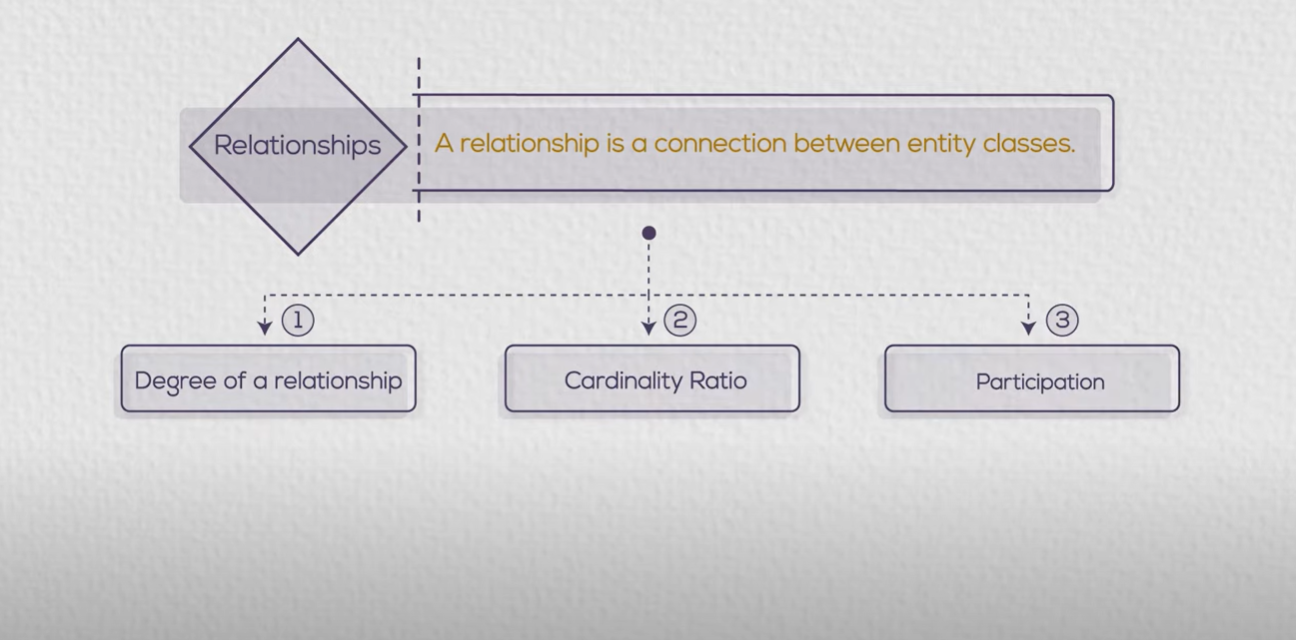 Relationships
A relationship is a connection between entity classes.
1
2
3
Degree of a relationship
Cardinality Ratio
Participation